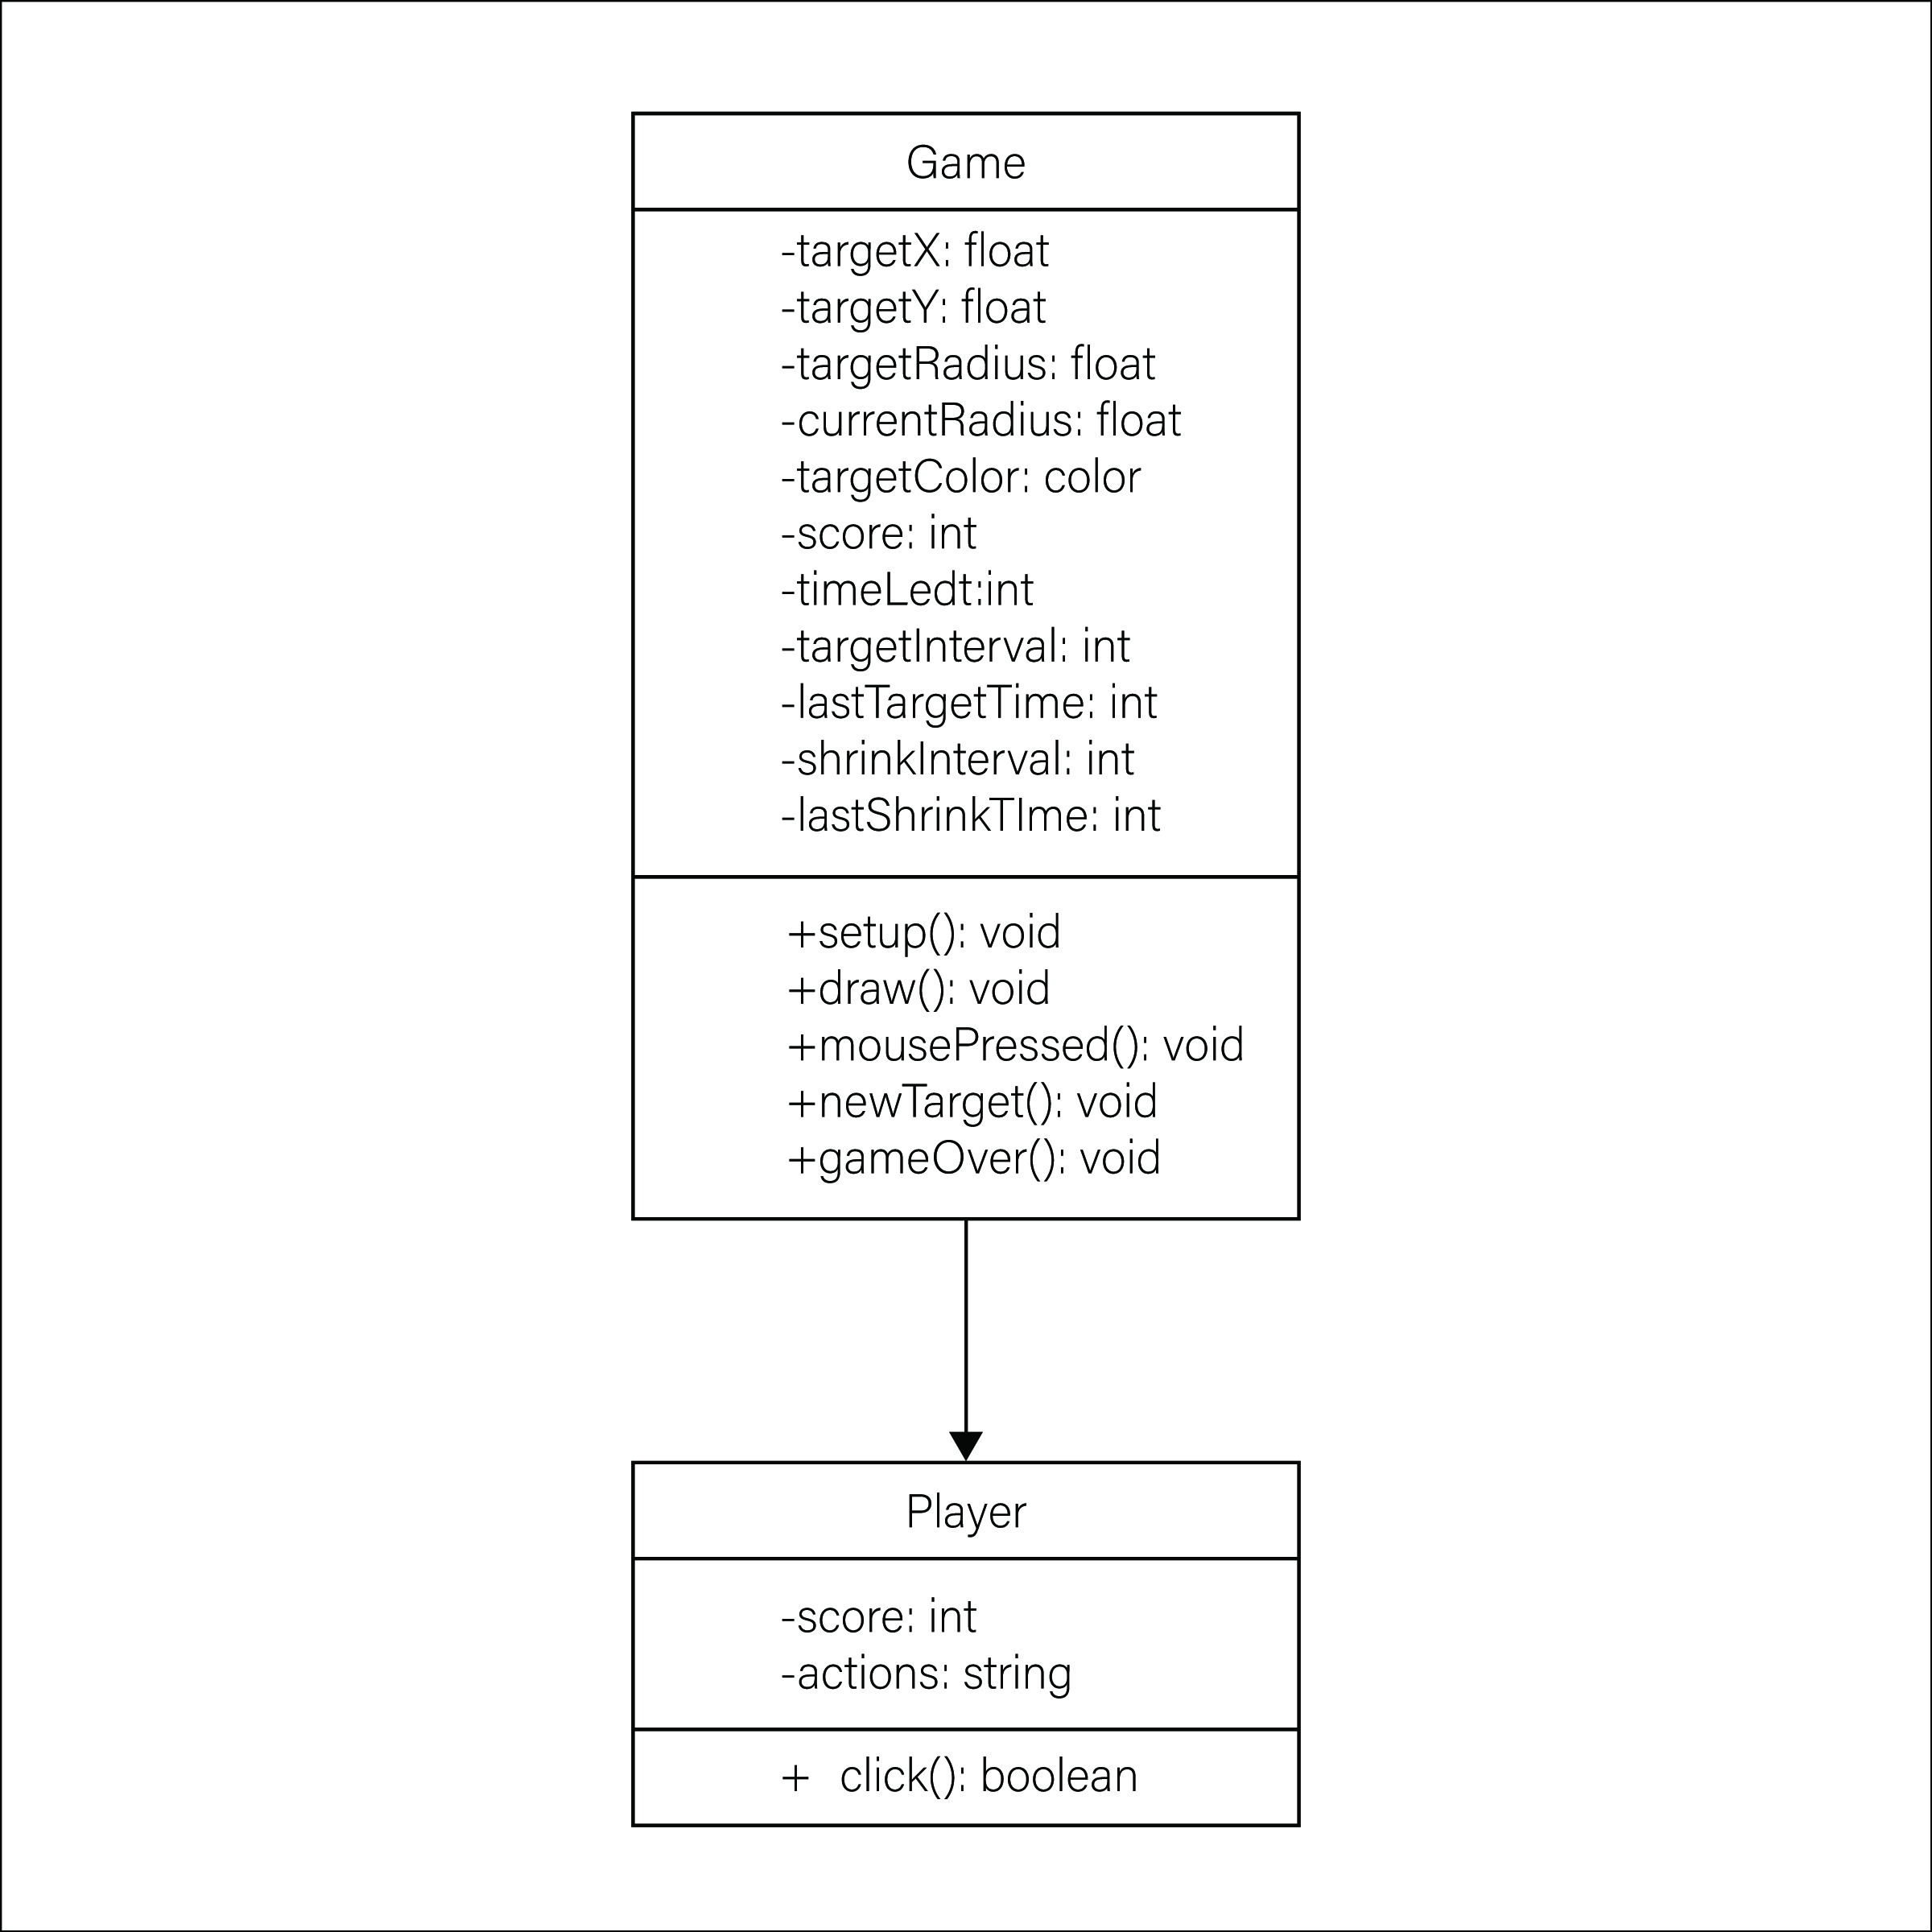 Game
-targetX: float
-targetY: float
-targetRadius: float
-currentRadius: float
-targetColor: color
-score: int
-timeLedt:int
-targetInterval: int
-lastTargetTime: int
-shrinkInterval: int
-lastShrinkTIme: int
+setup(): void
+draw(): void
+mousePressed(): void
+newTarget(): void
+gameOver(): void
Player
-score: int
-actions: string
+ click(): boolean